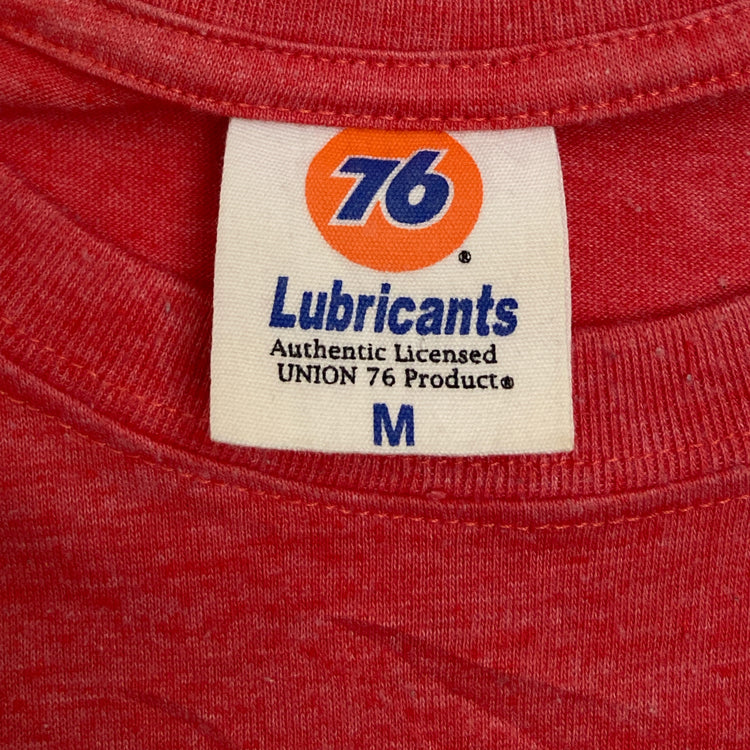 76®
Lubricants
Authentic Licensed
UNION 76 Product®
M